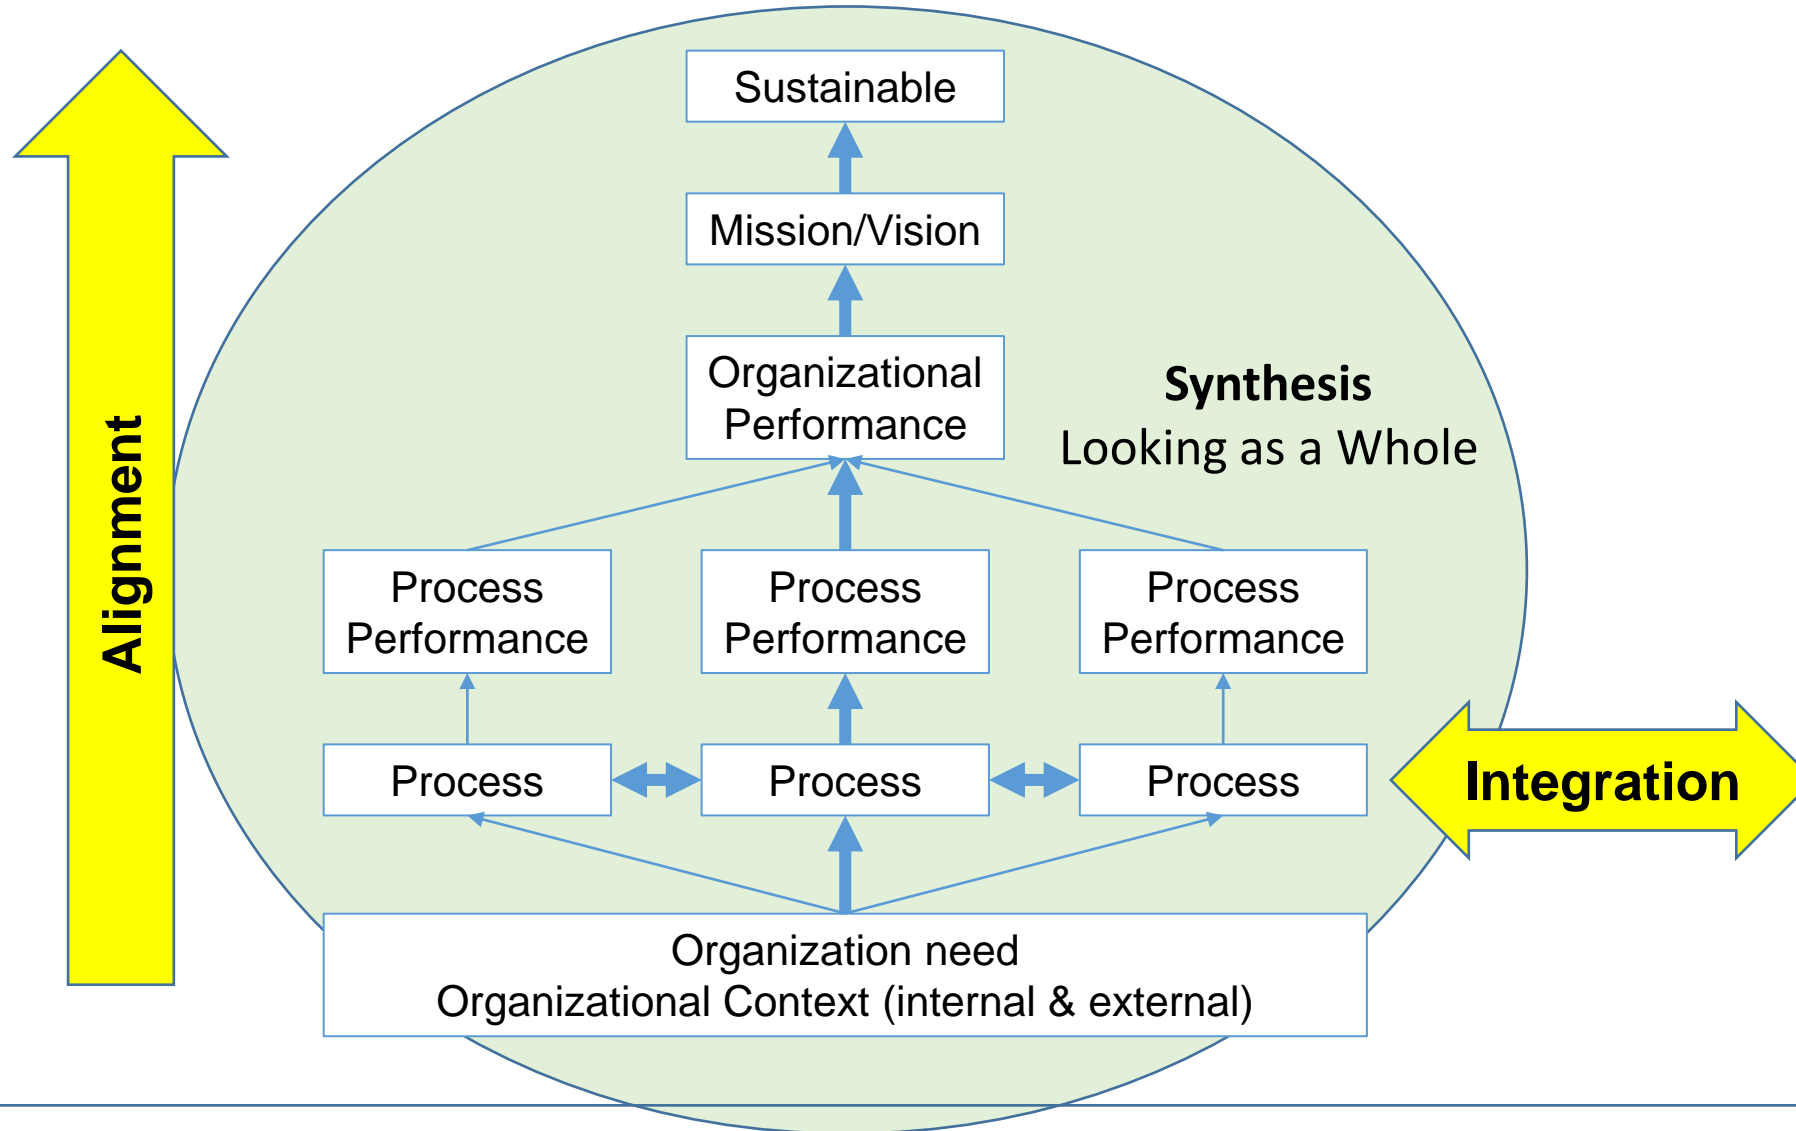 Sustainable
Mission/Vision
Organizational
Performance
Synthesis
Looking as a Whole
Alignment
Process
Performance
Process
Performance
Process
Performance
Process
Process
Process
Integration
Organization need
Organizational Context (internal & external)